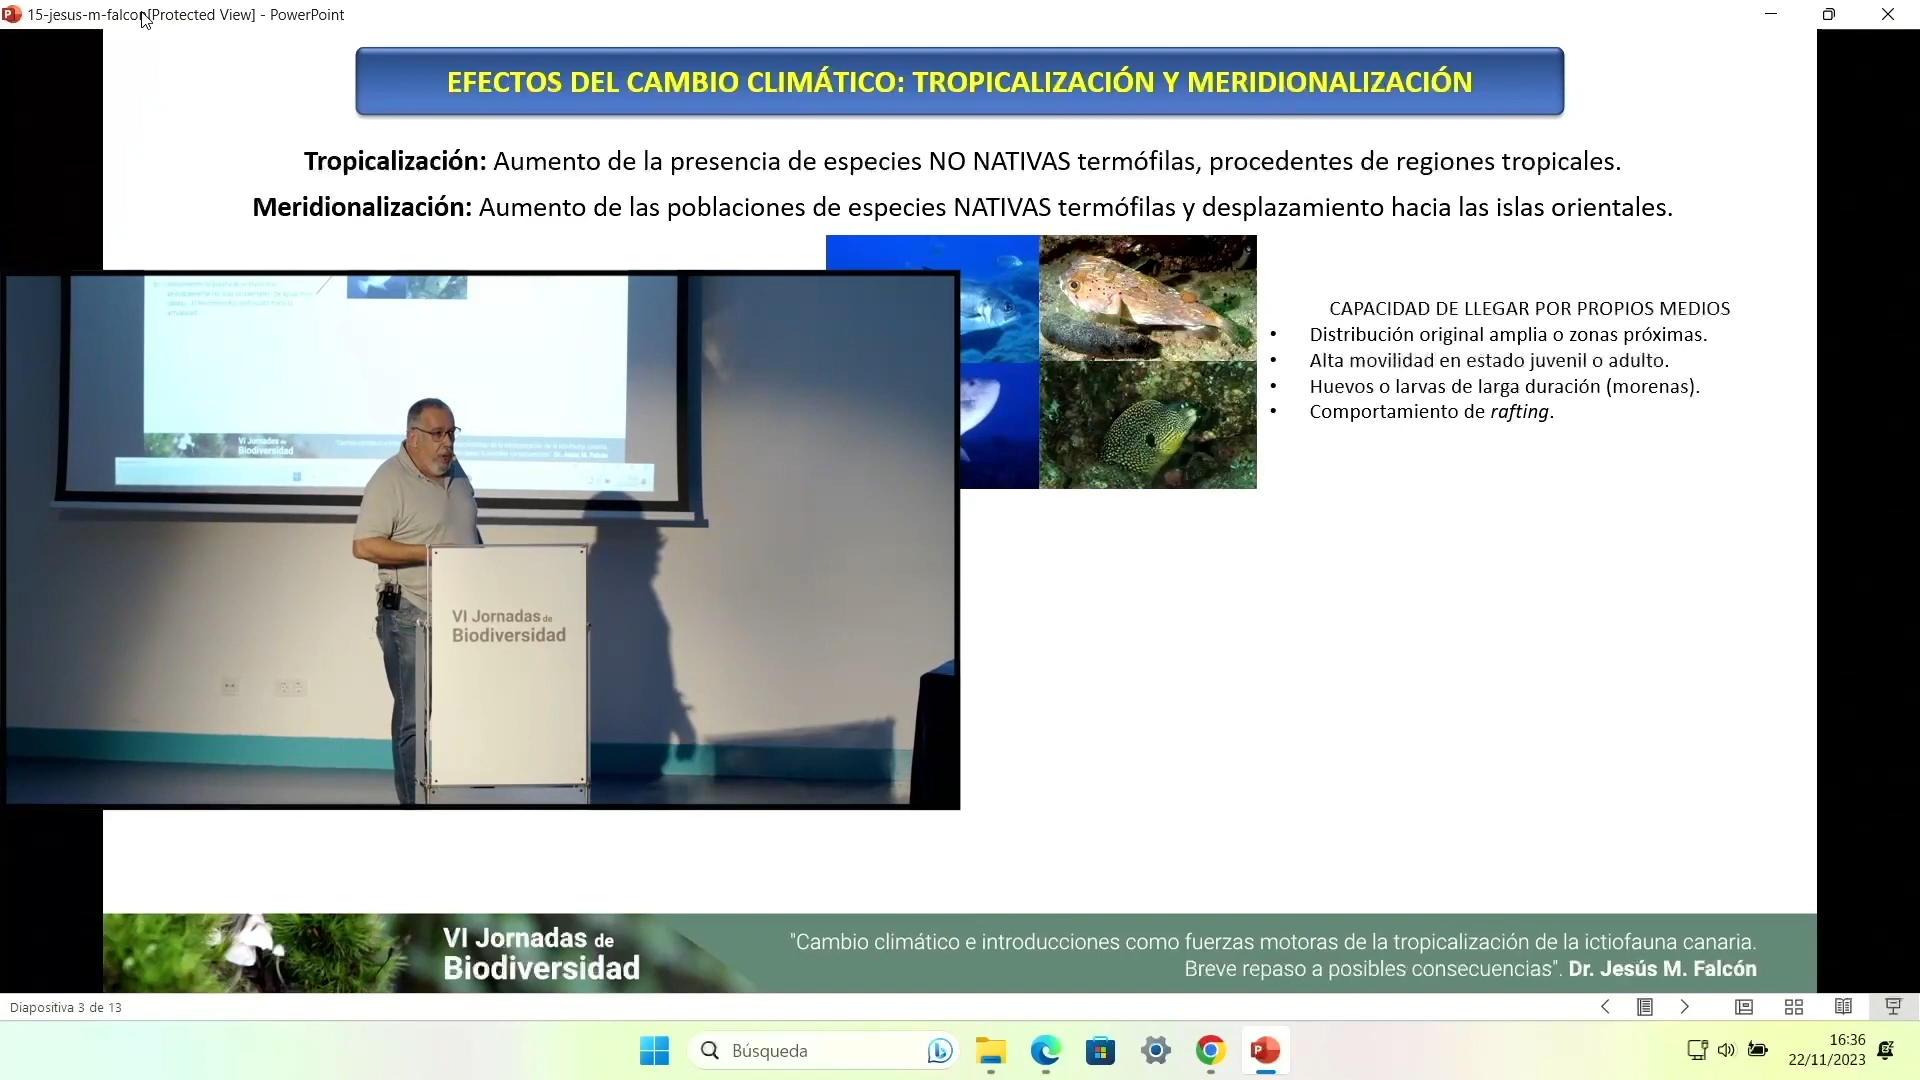 15-jesus-m-falcon [Protected View] - PowerPoint
EFECTOS DEL CAMBIO CLIMÁTICO: TROPICALIZACIÓN Y MERIDIONALIZACIÓN
Tropicalización: Aumento de la presencia de especies NO NATIVAS termófilas, procedentes de regiones tropicales.
Meridionalización: Aumento de las poblaciones de especies NATIVAS termófilas y desplazamiento hacia las islas orientales.
CAPACIDAD DE LLEGAR POR PROPIOS MEDIOS
• Distribución original amplia o zonas próximas.
• Alta movilidad en estado juvenil o adulto.
• Huevos o larvas de larga duración (morenas).
• Comportamiento de rafting.
VI Jornadas de
Biodiversidad
VI Jornadas de
Biodiversidad
VI Jornadas de
Biodiversidad
"Cambio climático e introducciones como fuerzas motoras de la tropicalización de la ictiofauna canaria.
Breve repaso a posibles consecuencias". Dr. Jesús M. Falcón
Diapositiva 3 de 13
Búsqueda
16:36
22/11/2023